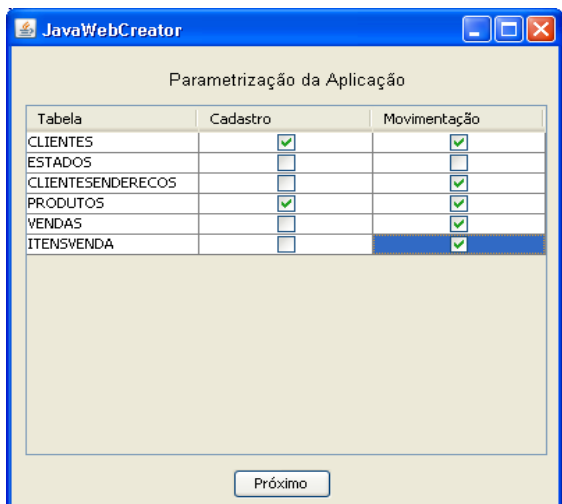 JavaWebCreator
Parametrização da Aplicação
Tabela Cadastro Movimentação
CLIENTES
ESTADOS
CLIENTESENDERECOS
PRODUTOS
VENDAS
ITENSVENDA
Próximo